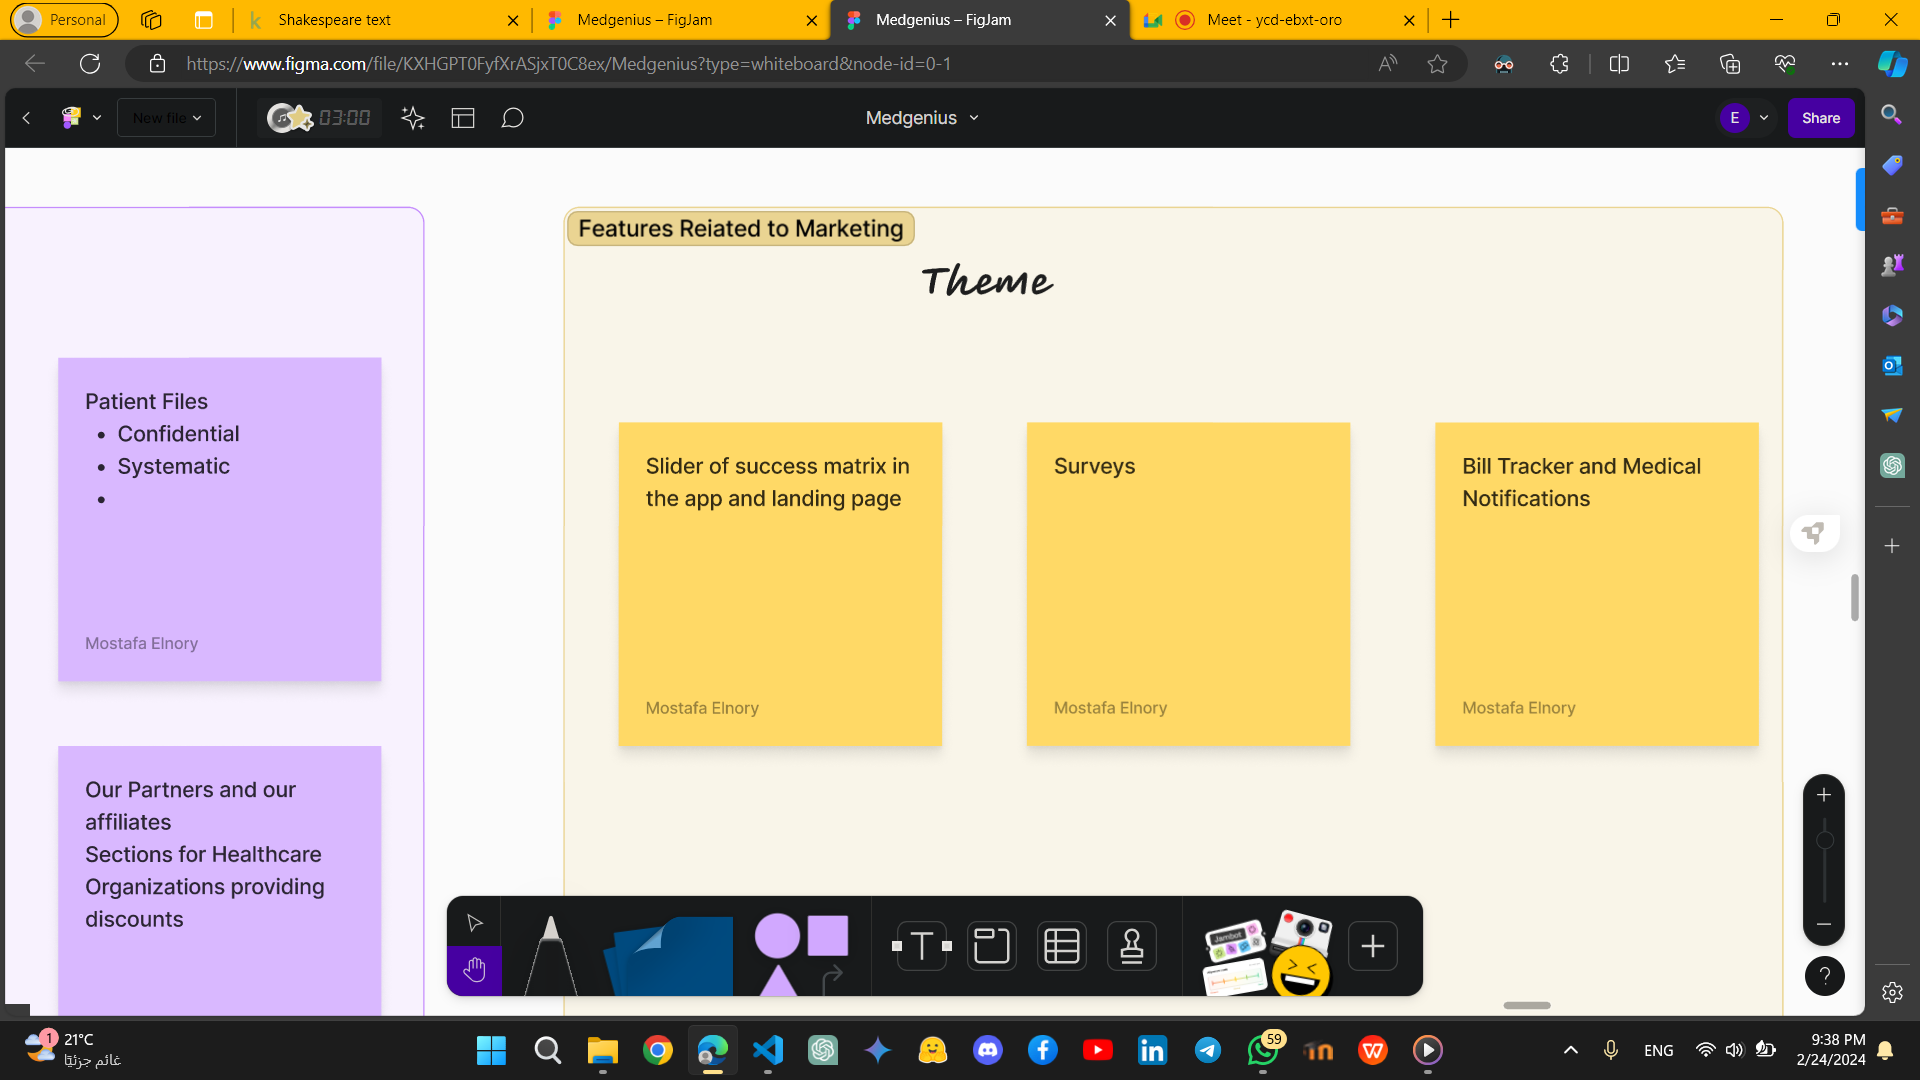 Personal
Shakespeare text
Medgenius – FigJam
Medgenius – FigJam
Meet - ycd-ebxt-oro
https://www.figma.com/file/KXHGPT0FyfXrASjxT0C8ex/Medgenius?type=whiteboard&node-id=0-1
New file
03:00
Medgenius
E
Share
Features Reiated to Marketing
Theme
Patient Files
• Confidential
• Systematic
•
Mostafa Elnory
Our Partners and our
affiliates
Sections for Healthcare
Organizations providing
discounts
Slider of success matrix in
the app and landing page
Mostafa Elnory
Surveys
Mostafa Elnory
Bill Tracker and Medical
Notifications
Mostafa Elnory
T
Jambot
?
1
21°C
غائم جزئيًا
59
ENG
9:38 PM
2/24/2024